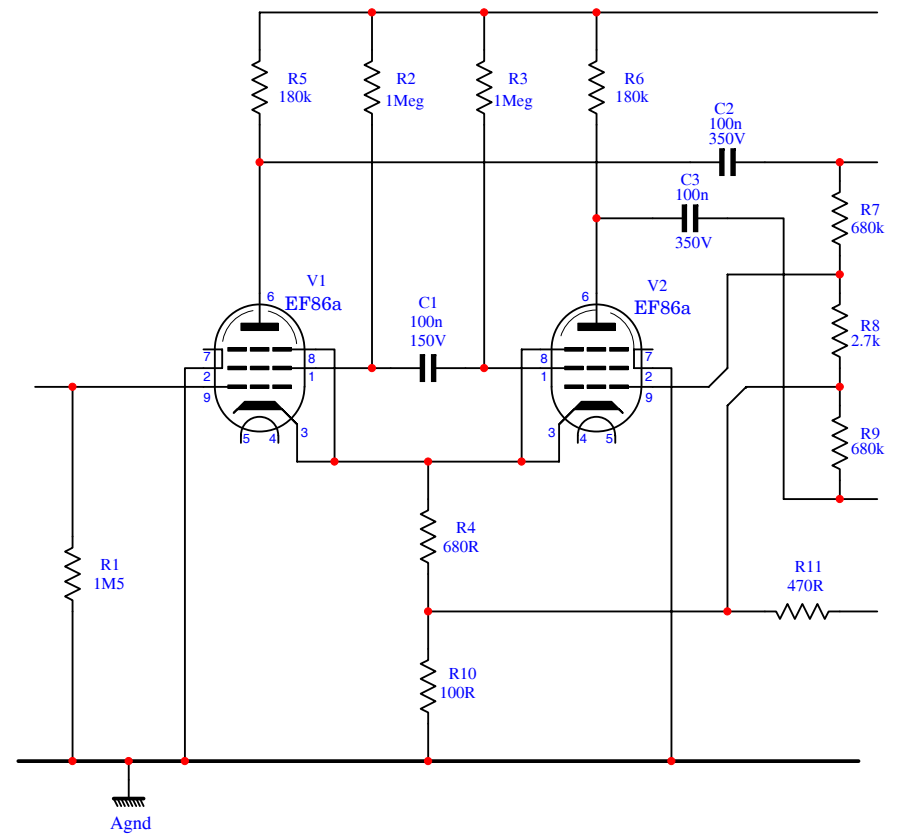 R5
180k
R2
1Meg
R3
1Meg
R6
180k
C2
100n
350V
C3
100n
350V
R7
680k
V1
EF86a
6
7
2
9
8
1
5
4
3
C1
100n
150V
V2
EF86a
6
8
1
7
2
9
3
4
5
R8
2.7k
R9
680k
R4
680R
R1
1M5
R11
470R
R10
100R
Agnd